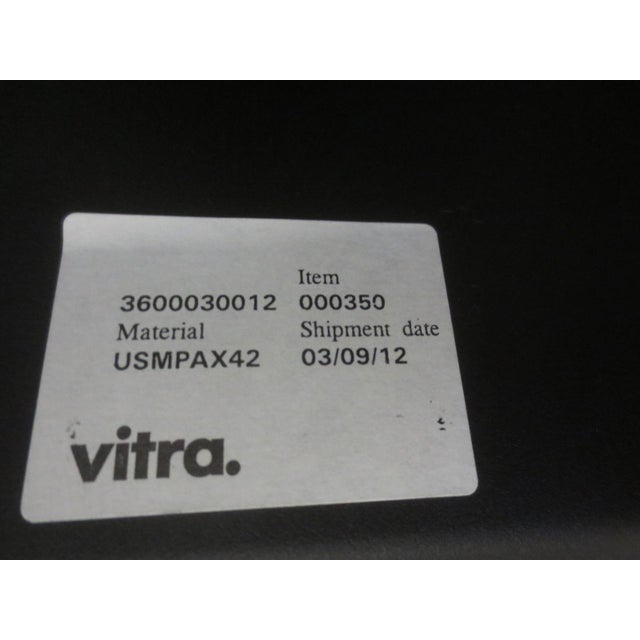 Item
3600030012 000350
Material Shipment date
USMPAX42 03/09/12
vitra.